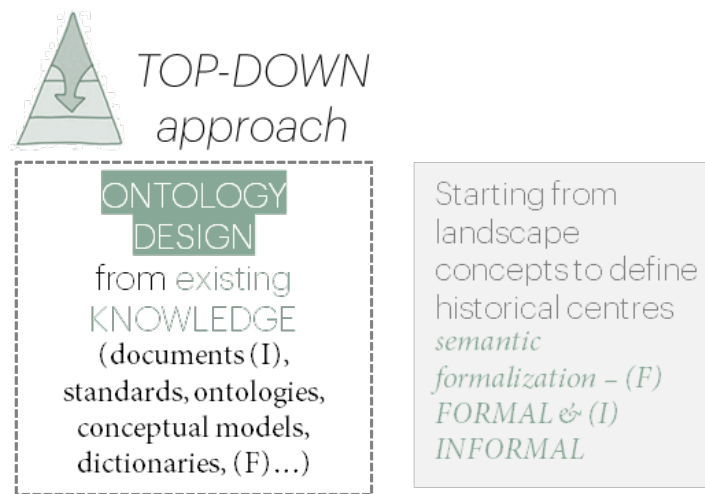 TOP-DOWN
approach
ONTOLOGY
DESIGN
from existing
KNOWLEDGE
(documents (I),
standards, ontologies,
conceptual models,
dictionaries, (F)…)
Starting from
landscape
concepts to define
historical centres
semantic
formalization – (F)
FORMAL & (I)
INFORMAL